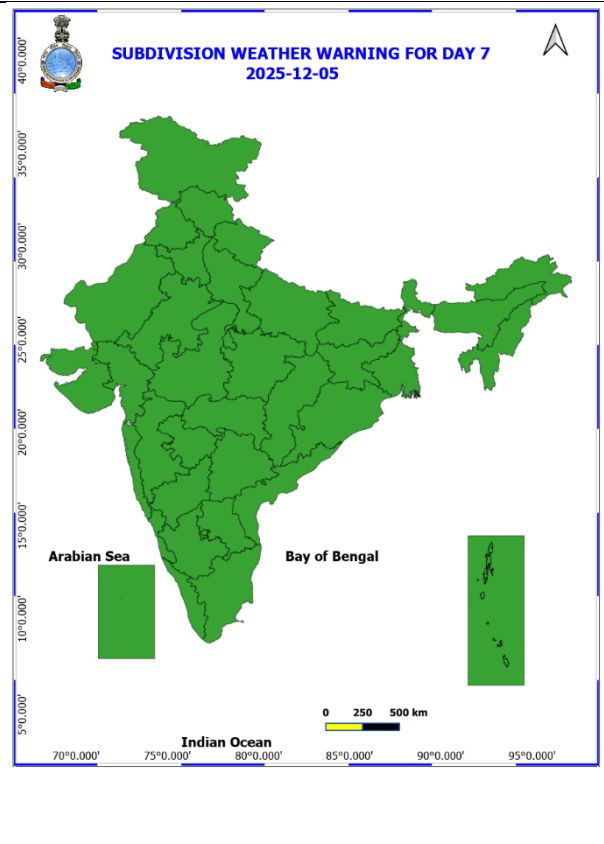 SUBDIVISION WEATHER WARNING FOR DAY 7
2025-12-05
40°0.000'
35°0.000'
30°0.000'
25°0.000'
20°0.000'
15°0.000'
10°0.000'
5°0.000'
Arabian Sea
Bay of Bengal
0 250 500 km
Indian Ocean
70°0.000' 75°0.000' 80°0.000' 85°0.000' 90°0.000' 95°0.000'